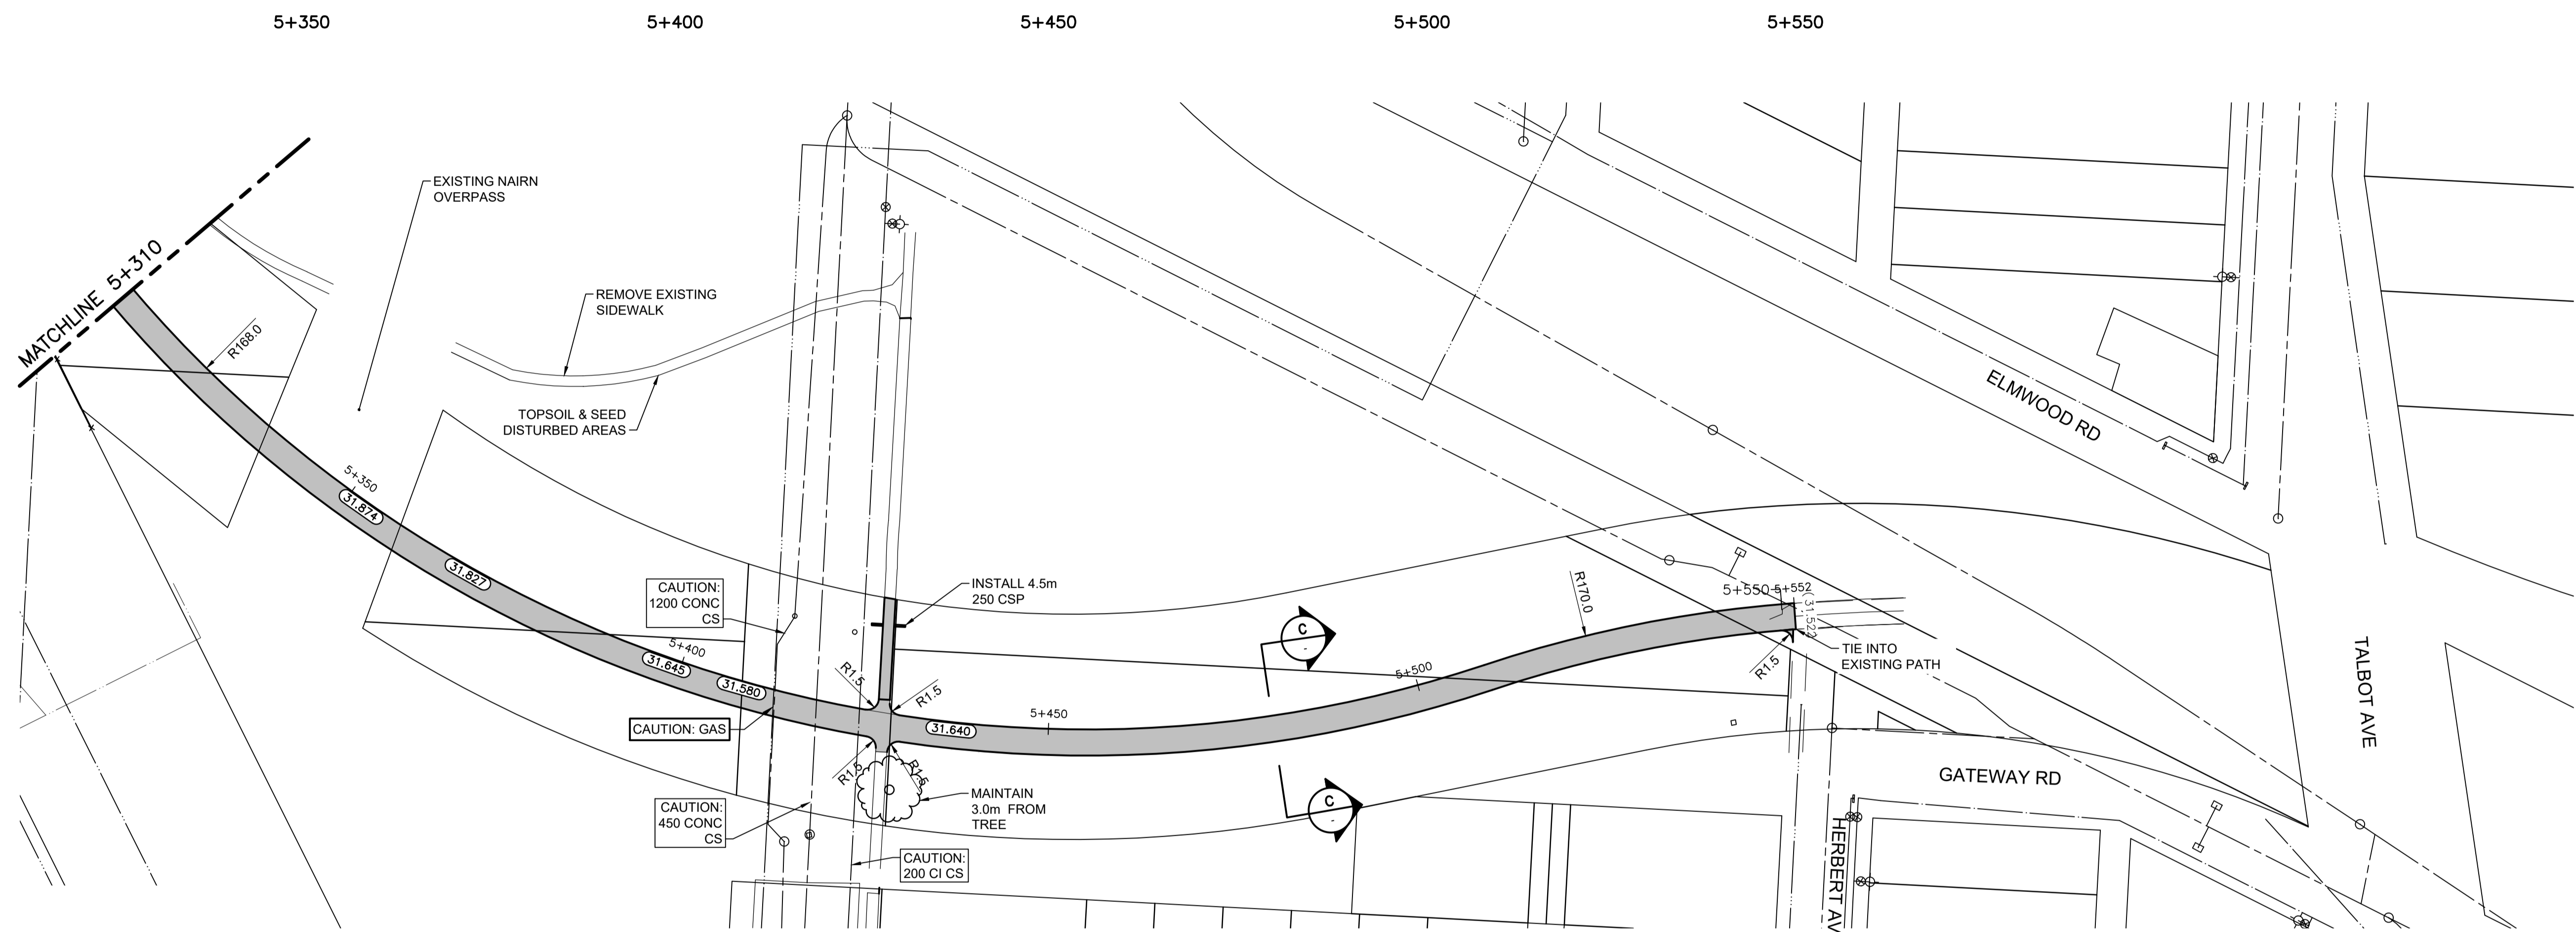 5+350
5+400
5+450
5+500
5+550
EXISTING NAIRN
OVERPASS
MATCHLINE 5+310
R168.0
REMOVE EXISTING
SIDEWALK
TOPSOIL & SEED
DISTURBED AREAS
ELMWOOD RD
5+350
31.874
31.827
CAUTION:
1200 CONC
CS
INSTALL 4.5m
250 CSP
C
-
R170.0
5+550
5+552
5+400
31.645
31.580
R1.5
R1.5
5+450
31.640
5+500
R1.5
TIE INTO
EXISTING PATH
TALBOT AVE
CAUTION: GAS
R1.5
R1.5
MAINTAIN
3.0m FROM
TREE
C
-
GATEWAY RD
CAUTION:
450 CONC
CS
CAUTION:
200 CI CS
HERBERT AV